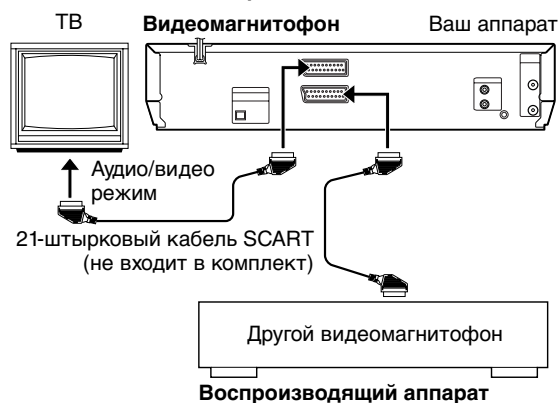 ТВ
Видеомагнитофон
Ваш аппарат
Аудио/видео
режим
21-штырковый кабель SCART
(не входит в комплект)
Другой видеомагнитофон
Воспроизводящий аппарат